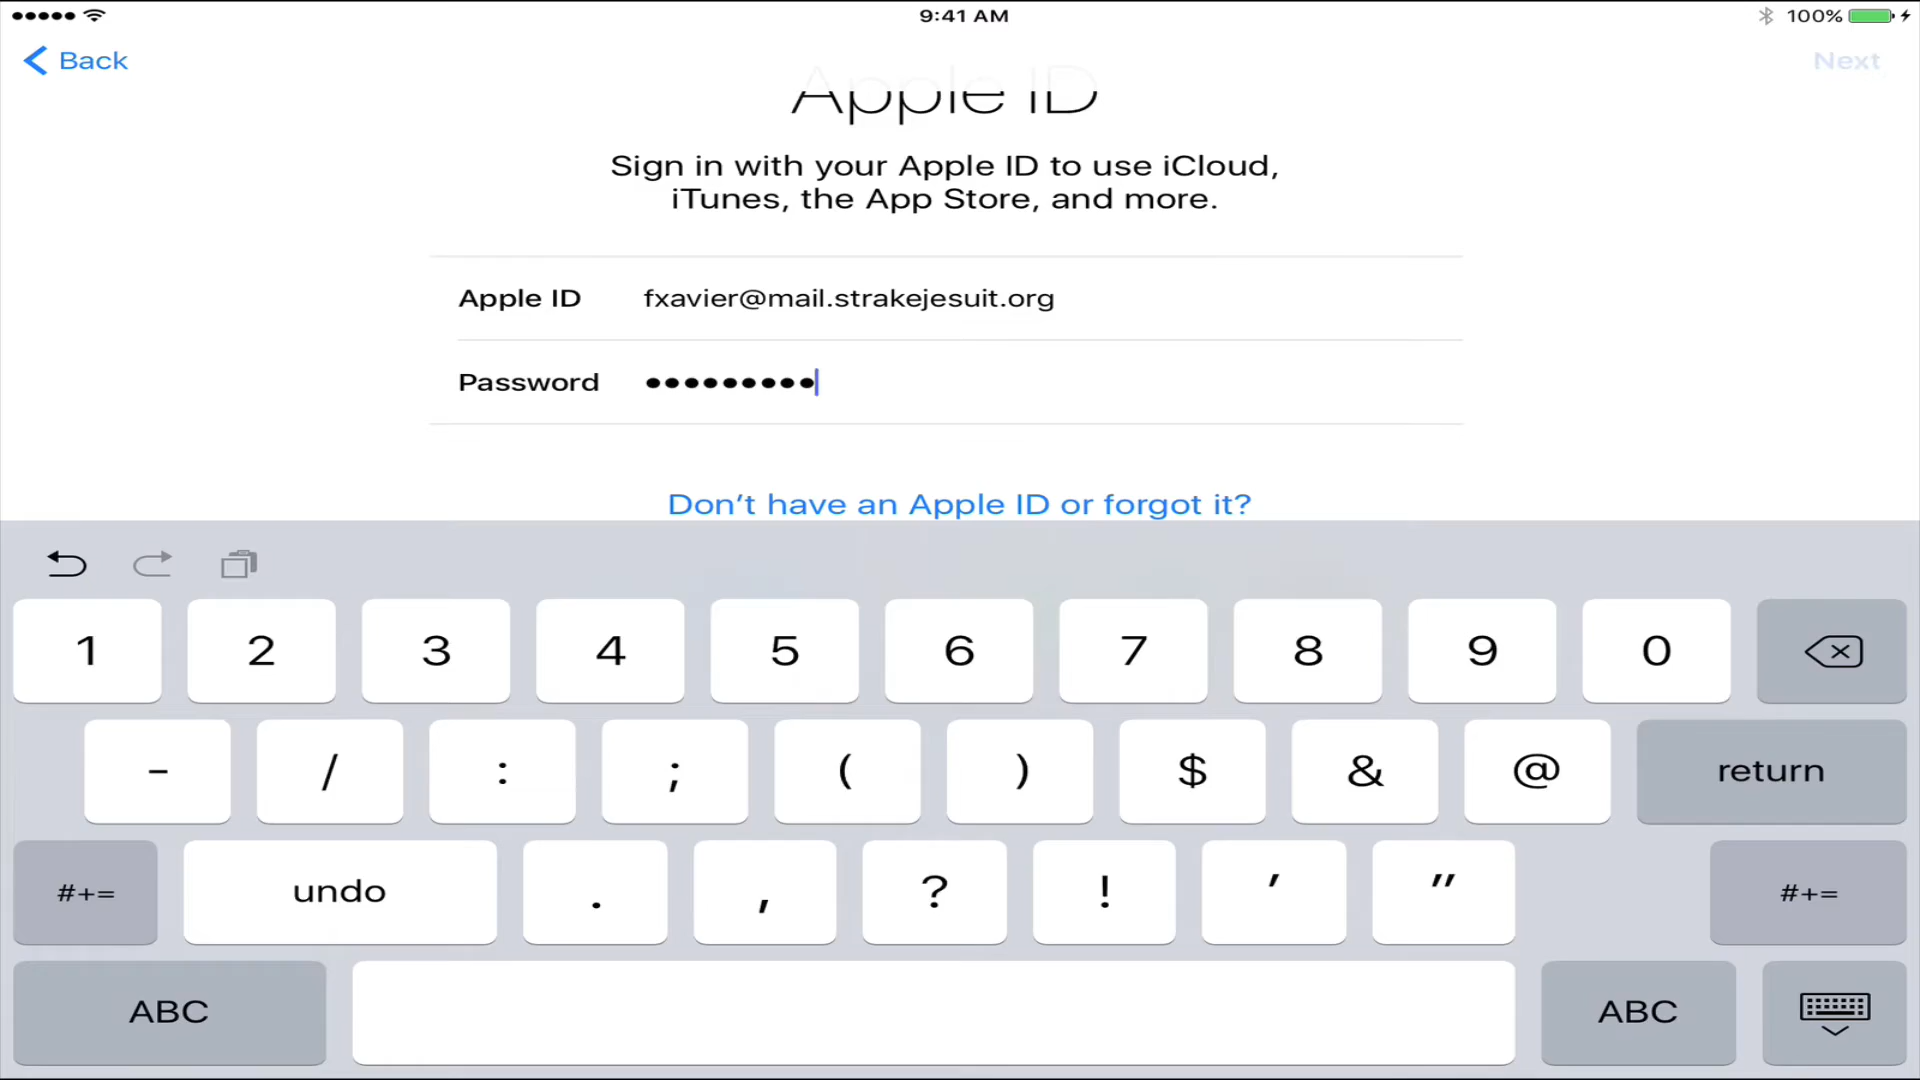 9:41 AM
100%
Back
Next
Apple ID
Sign in with your Apple ID to use iCloud,
iTunes, the App Store, and more.
Apple ID fxavier@mail.strakejesuit.org
Password •••••••••
Don't have an Apple ID or forgot it?
1 2 3 4 5 6 7 8 9 0
- / : ; ( ) $ & @ return
#+= undo . , ? ! ' " #+=
ABC ABC